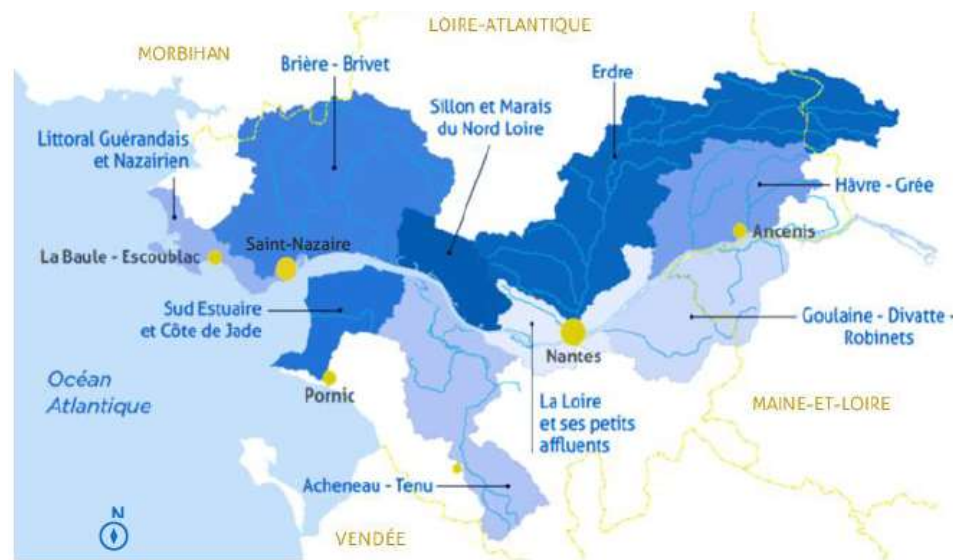 LOIRE-ATLANTIQUE
MORBIHAN
Brière - Brivet
Erdre
Sillon et Marais
du Nord Loire
Littoral Guérandais
et Nazairien
Hâvre - Grée
Ancenis
Saint-Nazaire
La Baule - Escoublac
Sud Estuaire
et Côte de Jade
Goulaine - Divatte -
Robinets
Nantes
Océan
Atlantique
Pornic
La Loire
et ses petits
affluents
MAINE-ET-LOIRE
Acheneau - Tenu
N
VENDÉE